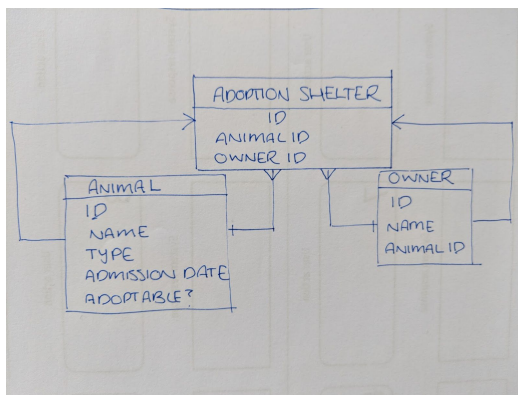 ADOPTION SHELTER
ID
ANIMAL ID
OWNER ID
ANIMAL
ID
NAME
TYPE
ADMISSION DATE
ADOPTABLE?
OWNER
ID
NAME
ANIMAL ID